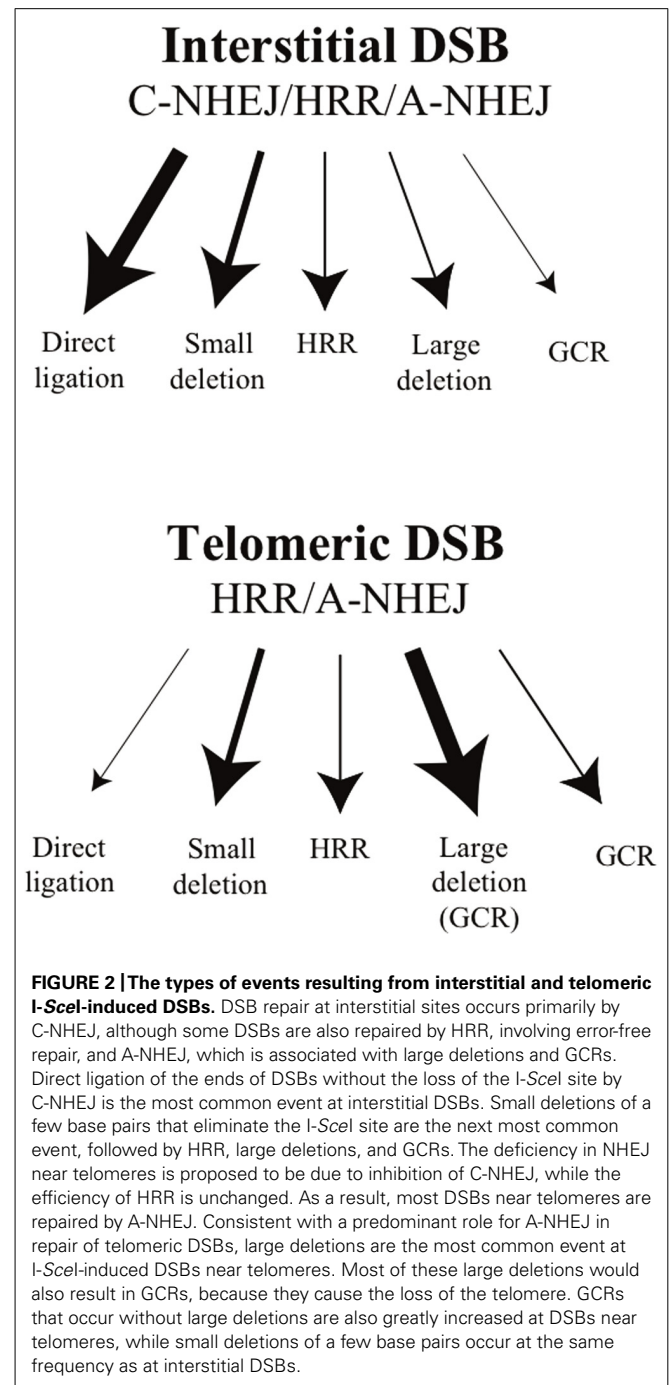 Interstitial DSB
C-NHEJ/HRR/A-NHEJ
Direct ligation
Small deletion
HRR
Large deletion
GCR
Telomeric DSB
HRR/A-NHEJ
Direct ligation
Small deletion
HRR
Large deletion (GCR)
GCR
FIGURE 2 | The types of events resulting from interstitial and telomeric
I-SceI-induced DSBs. DSB repair at interstitial sites occurs primarily by
C-NHEJ, although some DSBs are also repaired by HRR, involving error-free
repair, and A-NHEJ, which is associated with large deletions and GCRs.
Direct ligation of the ends of DSBs without the loss of the I-SceI site by
C-NHEJ is the most common event at interstitial DSBs. Small deletions of a
few base pairs that eliminate the I-SceI site are the next most common
event, followed by HRR, large deletions, and GCRs. The deficiency in NHEJ
near telomeres is proposed to be due to inhibition of C-NHEJ, while the
efficiency of HRR is unchanged. As a result, most DSBs near telomeres are
repaired by A-NHEJ. Consistent with a predominant role for A-NHEJ in
repair of telomeric DSBs, large deletions are the most common event at
I-SceI-induced DSBs near telomeres. Most of these large deletions would
also result in GCRs, because they cause the loss of the telomere. GCRs
that occur without large deletions are also greatly increased at DSBs near
telomeres, while small deletions of a few base pairs occur at the same
frequency as at interstitial DSBs.